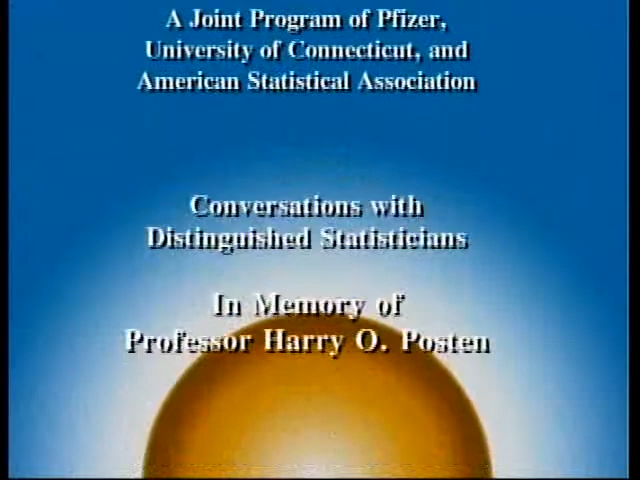 A Joint Program of Pfizer,
University of Connecticut, and
American Statistical Association
Conversations with
Distinguished Statisticians
In Memory of
Professor Harry O. Posten